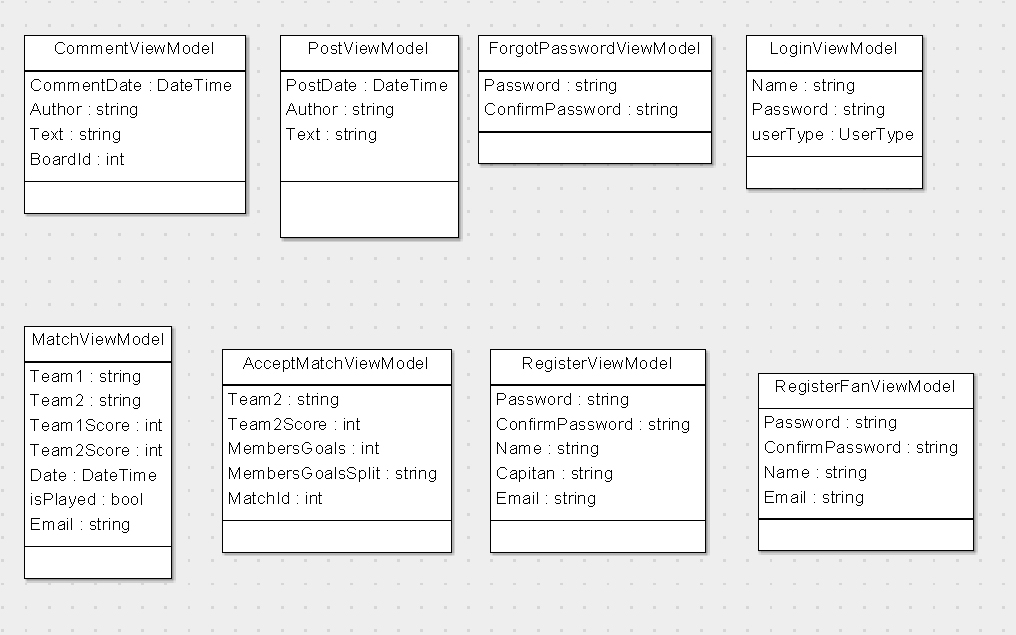 CommentViewModel
CommentDate : DateTime
Author : string
Text : string
BoardId : int
PostViewModel
PostDate : DateTime
Author : string
Text : string
ForgotPasswordViewModel
Password : string
ConfirmPassword : string
LoginViewModel
Name : string
Password : string
userType : UserType
MatchViewModel
Team1 : string
Team2 : string
Team1Score : int
Team2Score : int
Date : DateTime
isPlayed : bool
Email : string
AcceptMatchViewModel
Team2 : string
Team2Score : int
MembersGoals : int
MembersGoalsSplit : string
MatchId : int
RegisterViewModel
Password : string
ConfirmPassword : string
Name : string
Capitan : string
Email : string
RegisterFanViewModel
Password : string
ConfirmPassword : string
Name : string
Email : string